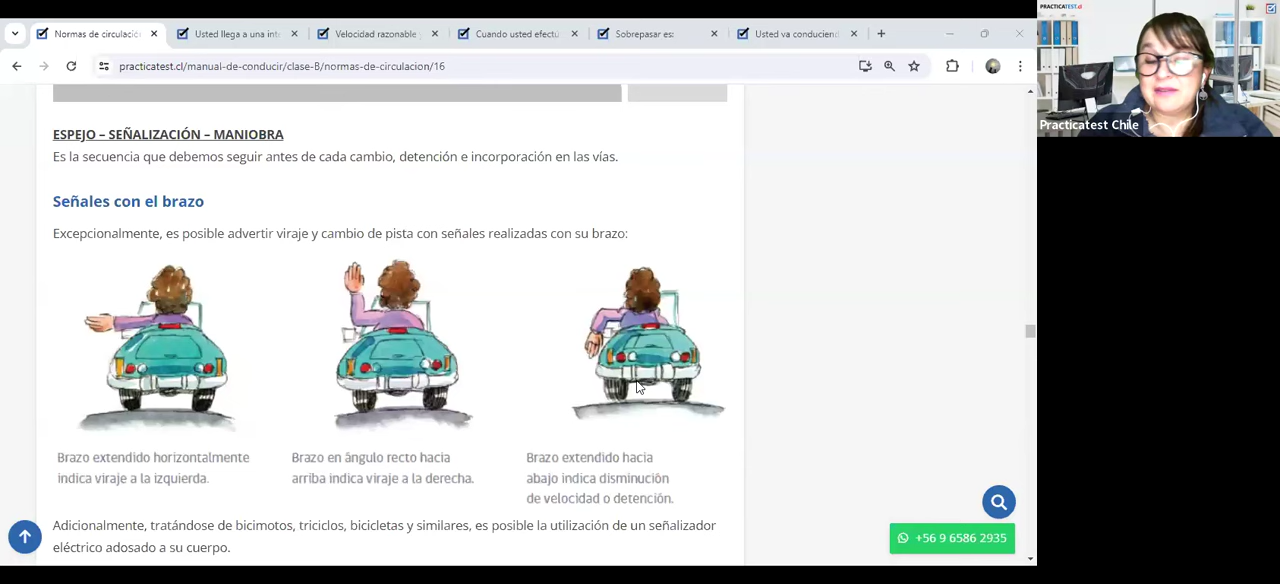 Normas de circulació
Usted llega a una inte
Velocidad razonable y
Cuando usted efectú
Sobrepasar es:
Usted va conduciend
practicatest.cl/manual-de-conducir/clase-B/normas-de-circulacion/16
PRACTICATEST.cl
Practicatest Chile
ESPEJO – SEÑALIZACIÓN – MANIOBRA
Es la secuencia que debemos seguir antes de cada cambio, detención e incorporación en las vías.
Señales con el brazo
Excepcionalmente, es posible advertir viraje y cambio de pista con señales realizadas con su brazo:
Brazo extendido horizontalmente
indica viraje a la izquierda.
Brazo en ángulo recto hacia
arriba indica viraje a la derecha.
Brazo extendido hacia
abajo indica disminución
de velocidad o detención.
Adicionalmente, tratándose de bicimotos, triciclos, bicicletas y similares, es posible la utilización de un señalizador
eléctrico adosado a su cuerpo.
+56 9 6586 2935